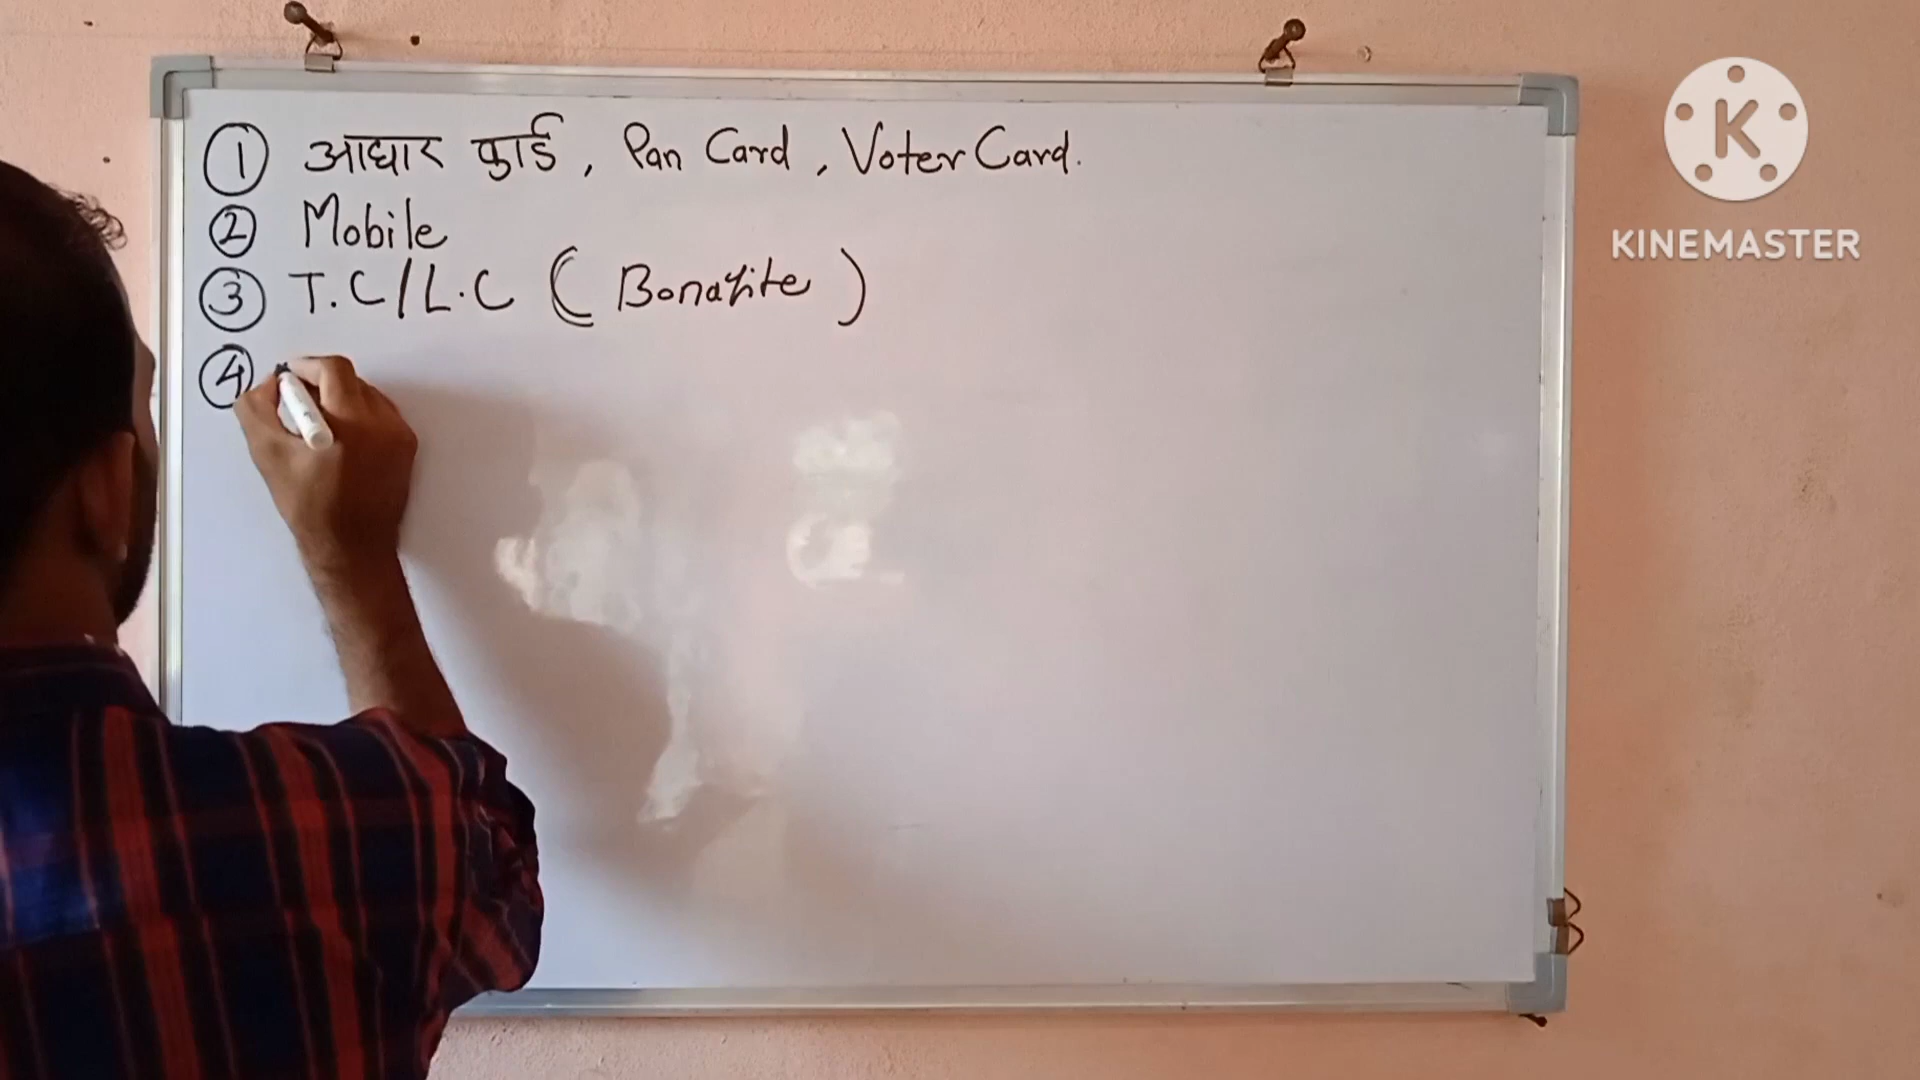 ① आधार कार्ड, Pan Card, Voter Card.
② Mobile
③ T.C/L.C (Bonafite)
④
K
KINEMASTER